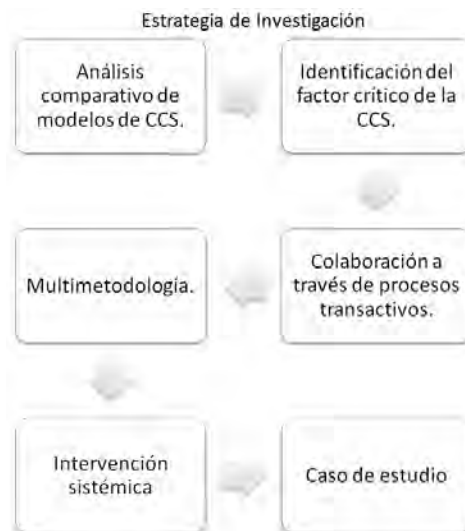 Estrategia de Investigación
Análisis
comparativo de
modelos de CCS.
Identificación del
factor crítico de la
CCS.
Colaboración a
través de procesos
transactivos.
Multimetodología.
Intervención
sistémica
Caso de estudio